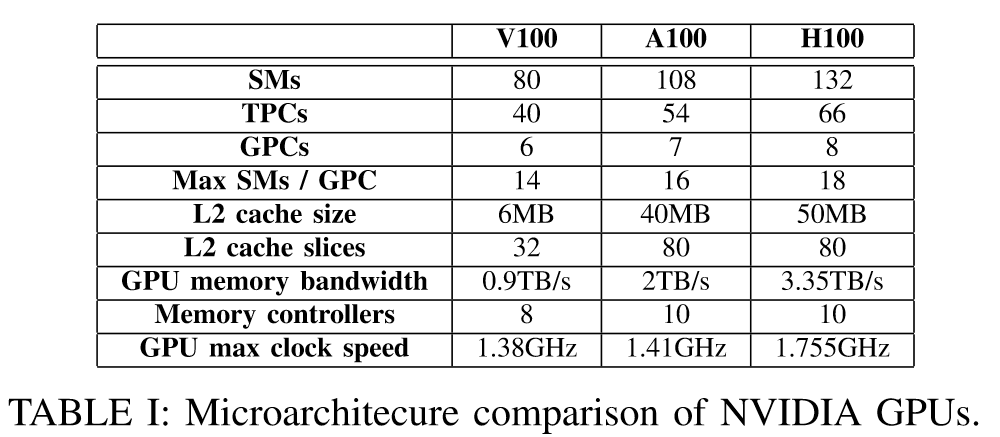 V100 A100 H100
SMs 80 108 132
TPCs 40 54 66
GPCs 6 7 8
Max SMs / GPC 14 16 18
L2 cache size 6MB 40MB 50MB
L2 cache slices 32 80 80
GPU memory bandwidth 0.9TB/s 2TB/s 3.35TB/s
Memory controllers 8 10 10
GPU max clock speed 1.38GHz 1.41GHz 1.755GHz
TABLE I: Microarchitecure comparison of NVIDIA GPUs.